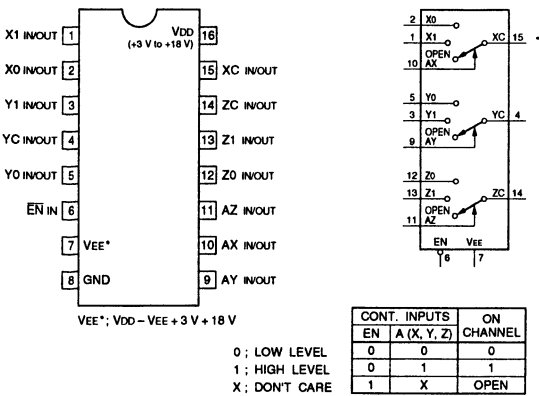 X1 IN/OUT 1
X0 IN/OUT 2
Y1 IN/OUT 3
YC IN/OUT 4
Y0 IN/OUT 5
EN IN 6
7 VEE*
8 GND
VDD 16
(+3 V to +18 V)
15 XC IN/OUT
14 ZC IN/OUT
13 Z1 IN/OUT
12 Z0 IN/OUT
11 AZ IN/OUT
10 AX IN/OUT
9 AY IN/OUT
VEE*; VDD – VEE + 3 V + 18 V
2 X0
1 X1 XC 15
OPEN
10 AX
5 Y0
3 Y1 YC 4
OPEN
9 AY
12 Z0
13 Z1 ZC 14
OPEN
11 AZ
EN VEE
6 7
0 ; LOW LEVEL
1 ; HIGH LEVEL
X ; DON'T CARE
CONT. INPUTS ON CHANNEL
EN A (X, Y, Z)
0 0 0
0 1 1
1 X OPEN